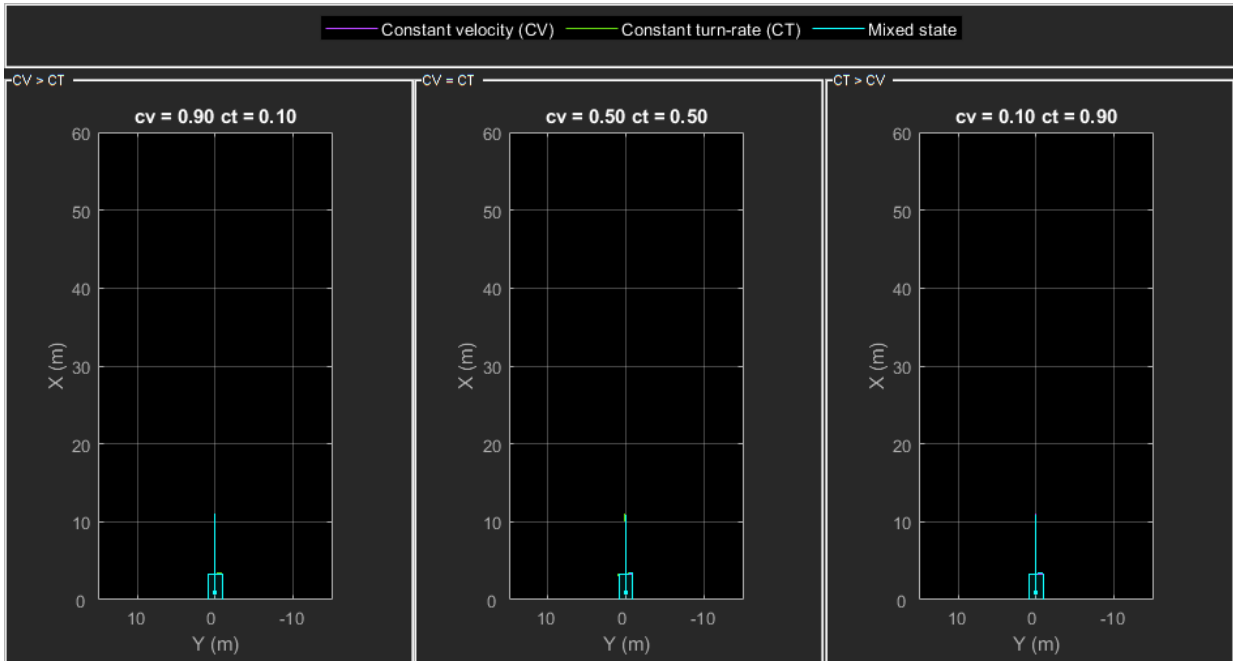 Constant velocity (CV) Constant turn-rate (CT) Mixed state
CV > CT
cv = 0.90 ct = 0.10
60
50
40
30
20
10
0
X (m)
10 0 -10
Y (m)
CV = CT
cv = 0.50 ct = 0.50
60
50
40
30
20
10
0
X (m)
10 0 -10
Y (m)
CT > CV
cv = 0.10 ct = 0.90
60
50
40
30
20
10
0
X (m)
10 0 -10
Y (m)